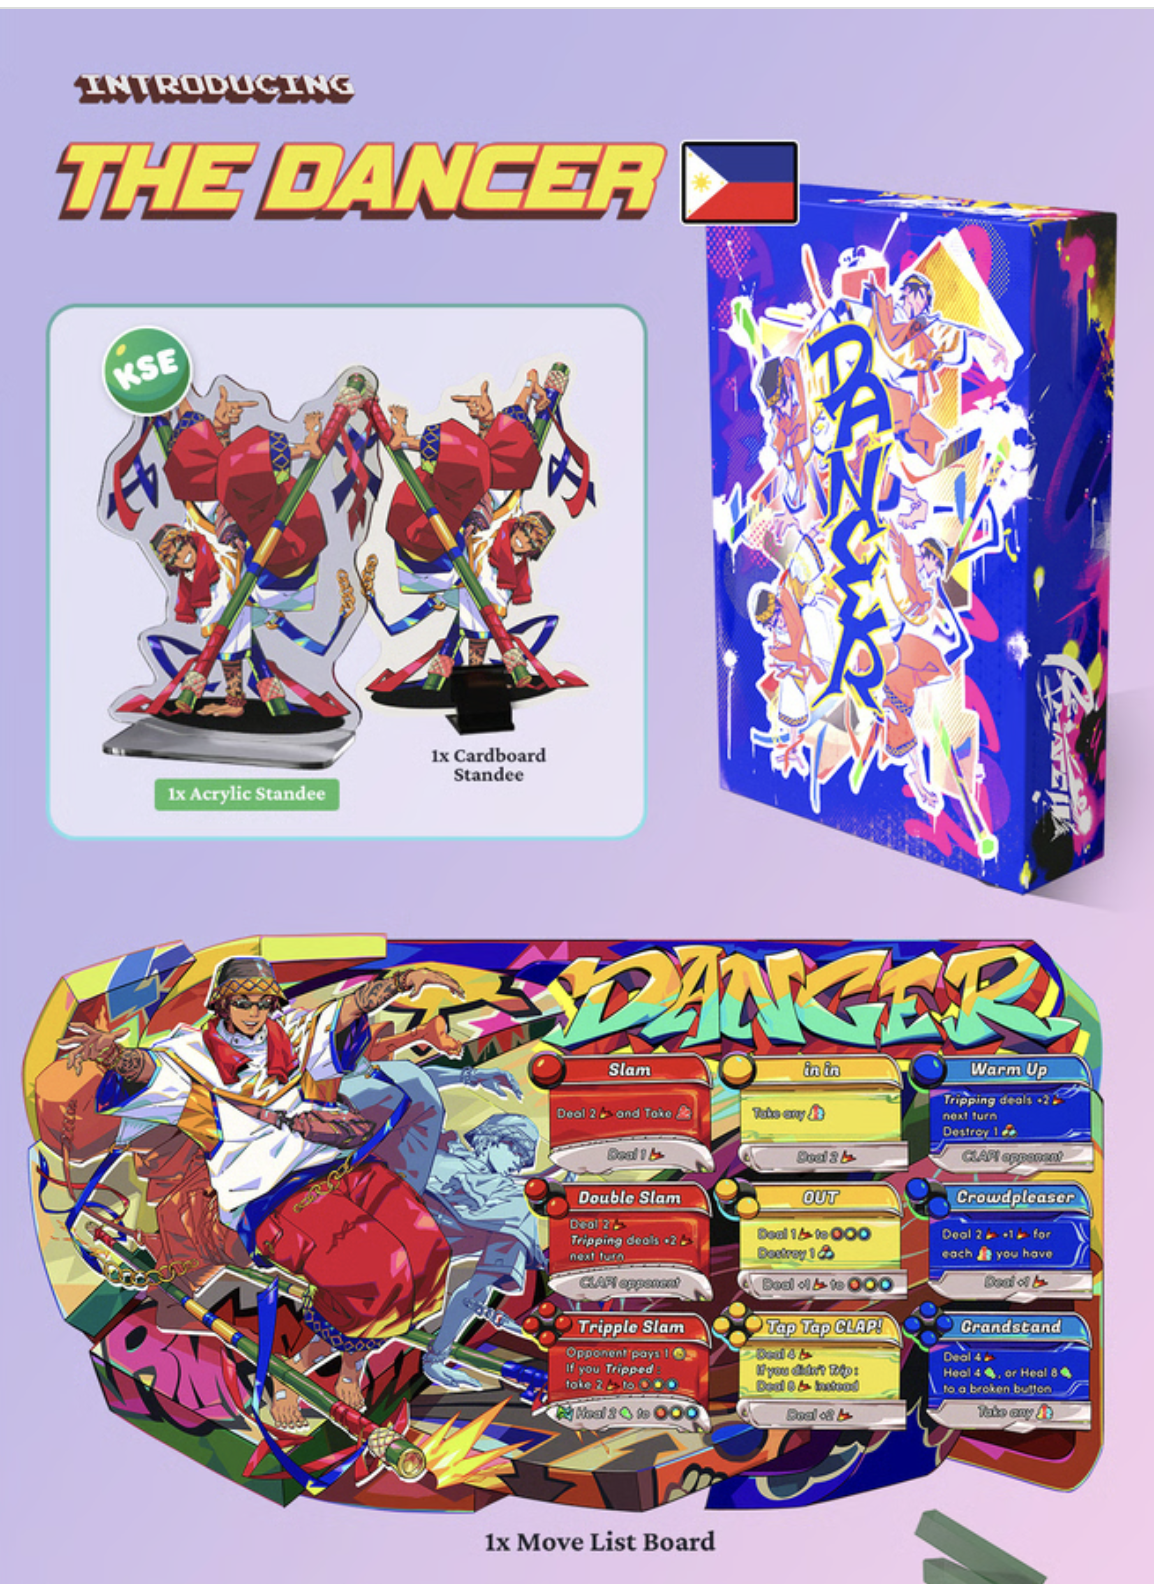 INTRODUCING
THE DANCER
KSE
DANCER
1x Cardboard
Standee
1x Acrylic Standee
DANCER
Slam
Deal 2 and Take
Deal 1
in in
Take any
Deal 2
Warm Up
Tripping deals +2
next turn
Destroy 1
CLAP! opponent
Double Slam
Deal 2
Tripping deals +2
next turn
CLAP! opponent
OUT
Deal 1 to
Destroy 1
Deal +1 to
Crowdpleaser
Deal 2 +1 for
each you have
Deal +1
Tripple Slam
Opponent pays 1
If you Tripped:
take 2 to
Heal 2 to
Tap Tap CLAP!
Deal 4
If you didn't Trip:
Deal 8 instead
Deal +2
Grandstand
Deal 4
Heal 4, or Heal 8
to a broken button
Take any
1x Move List Board